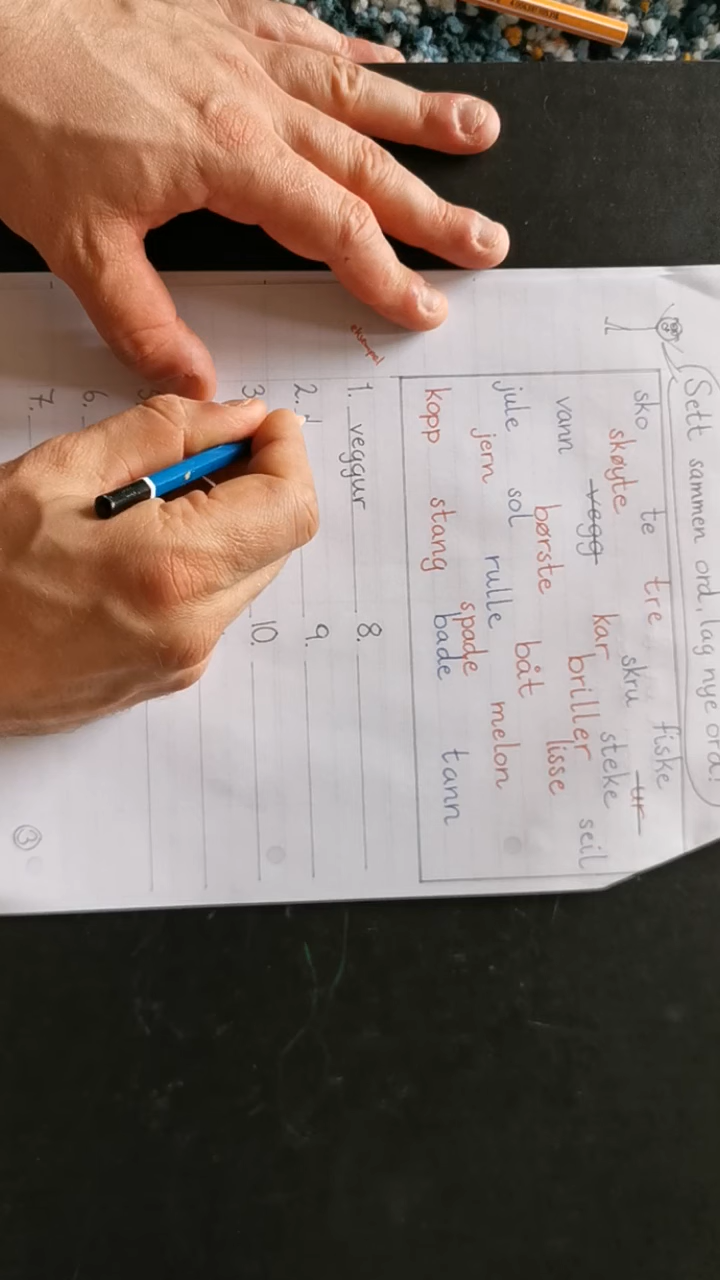 Sett sammen ord, lag nye ord!
sko te tre fiske
skøyte skru ur
vann vegg kar steke
børste briller lisse seil
jule sol båt
jern rulle melon
kopp stang spade bade tann
eksempel
1. veggur 8.
2. 9.
3. 10.
6.
7.
3